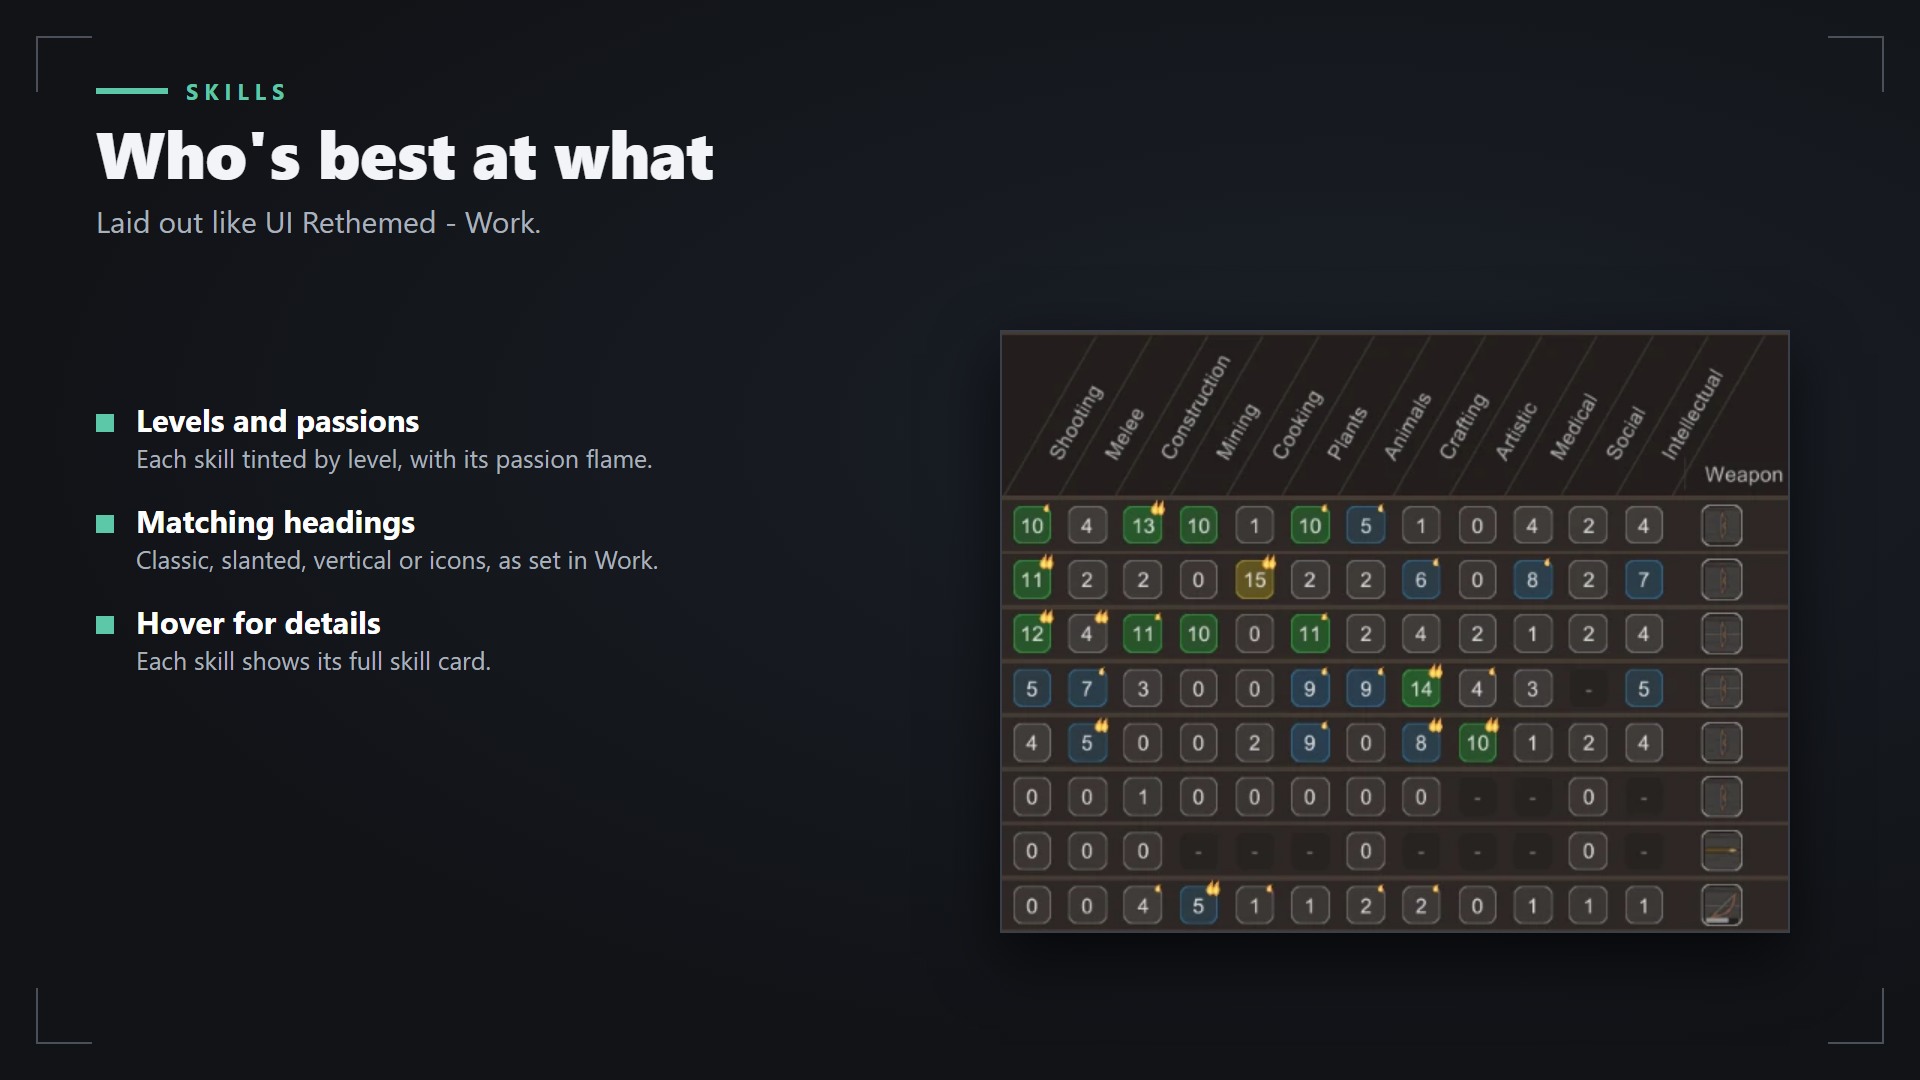 SKILLS
Who's best at what
Laid out like UI Rethemed - Work.
Levels and passions
Each skill tinted by level, with its passion flame.
Matching headings
Classic, slanted, vertical or icons, as set in Work.
Hover for details
Each skill shows its full skill card.
Shooting Melee Construction Mining Cooking Plants Animals Crafting Artistic Medical Social Intellectual Weapon
10 4 13 10 1 10 5 1 0 4 2 4
11 2 2 0 15 2 2 6 0 8 2 7
12 4 11 10 0 11 2 4 2 1 2 4
5 7 3 0 0 9 9 14 4 3 - 5
4 5 0 0 2 9 0 8 10 1 2 4
0 0 1 0 0 0 0 0 - - 0 -
0 0 0 - - - 0 - - - 0 -
0 0 4 5 1 1 2 2 0 1 1 1